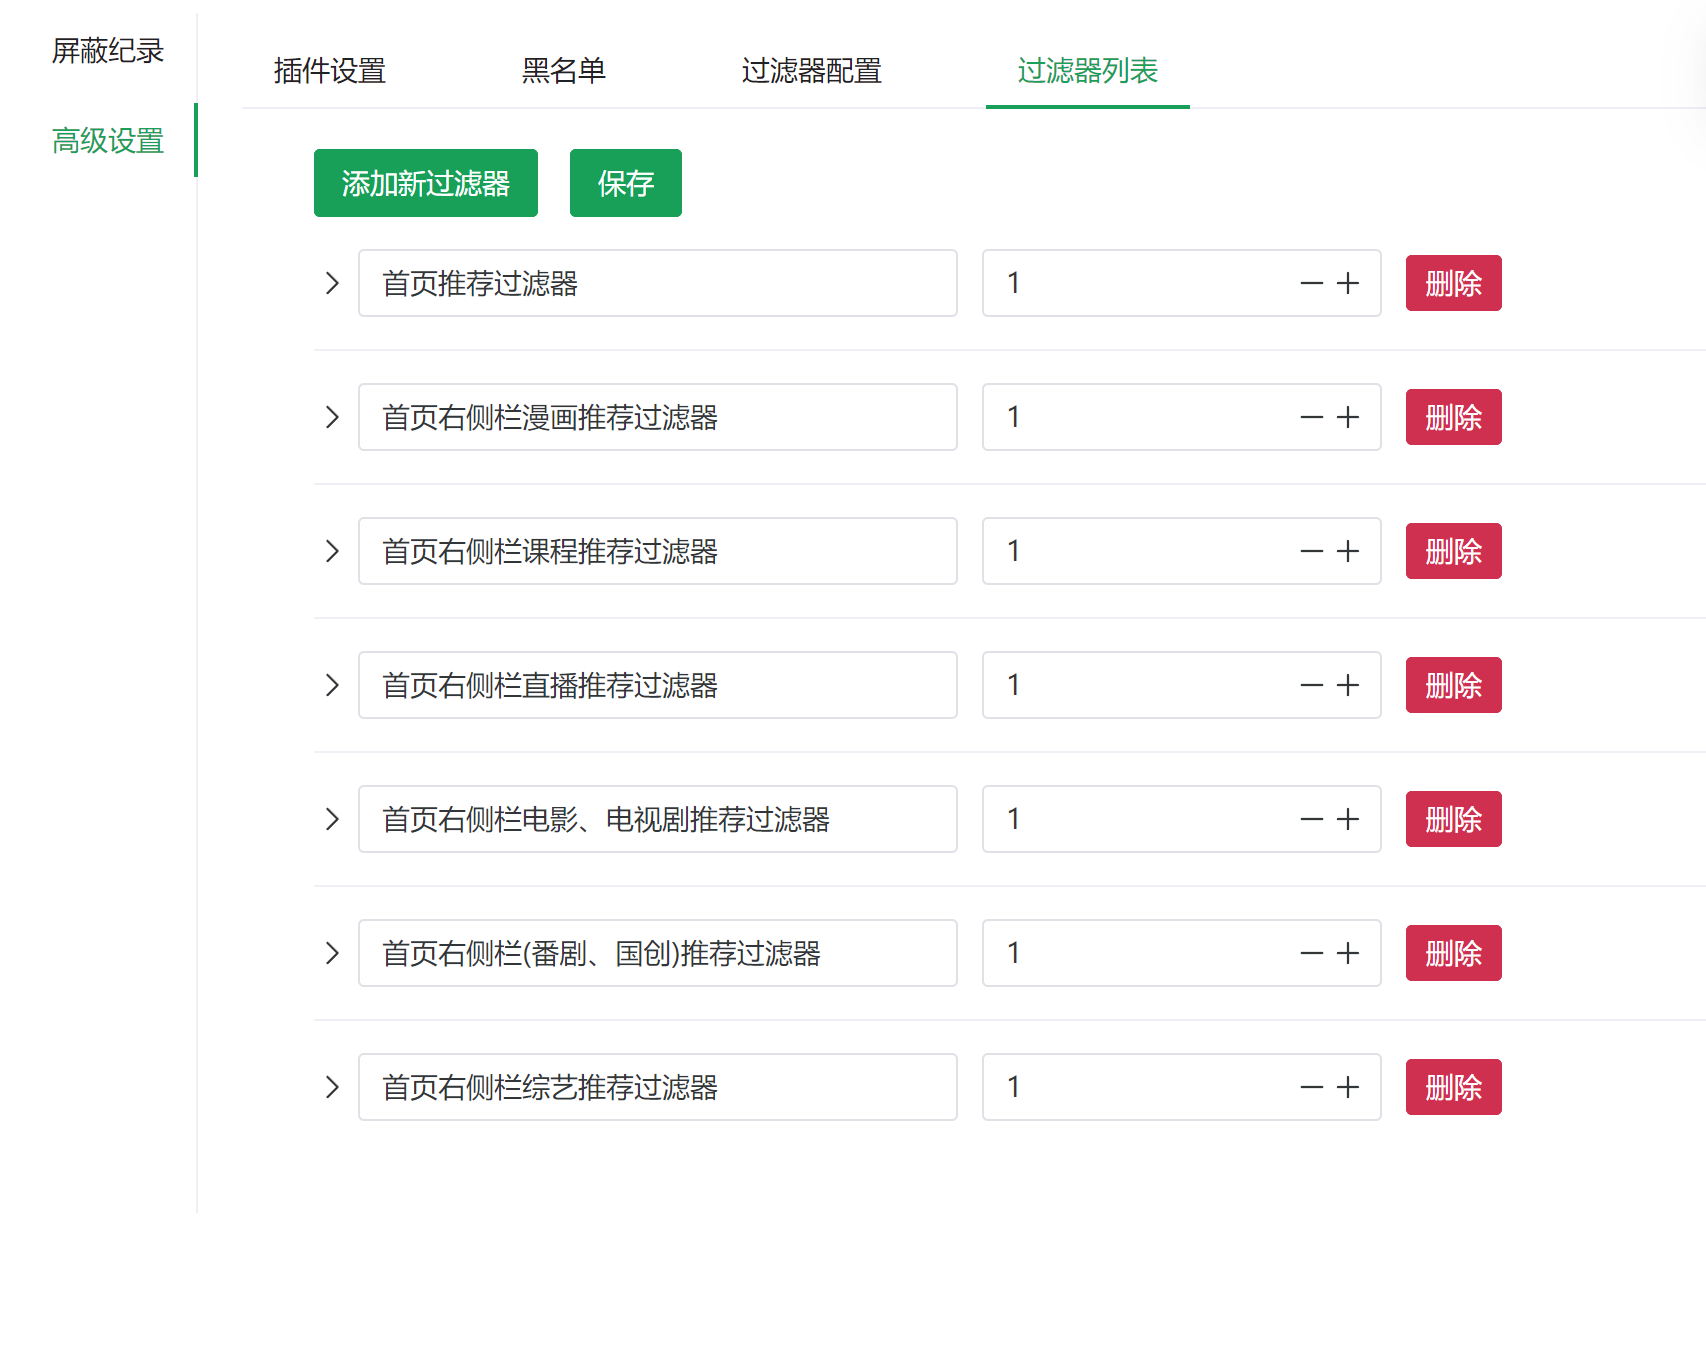 屏蔽纪录
高级设置
插件设置 黑名单 过滤器配置 过滤器列表
添加新过滤器 保存
首页推荐过滤器 1 删除
首页右侧栏漫画推荐过滤器 1 删除
首页右侧栏课程推荐过滤器 1 删除
首页右侧栏直播推荐过滤器 1 删除
首页右侧栏电影、电视剧推荐过滤器 1 删除
首页右侧栏(番剧、国创)推荐过滤器 1 删除
首页右侧栏综艺推荐过滤器 1 删除